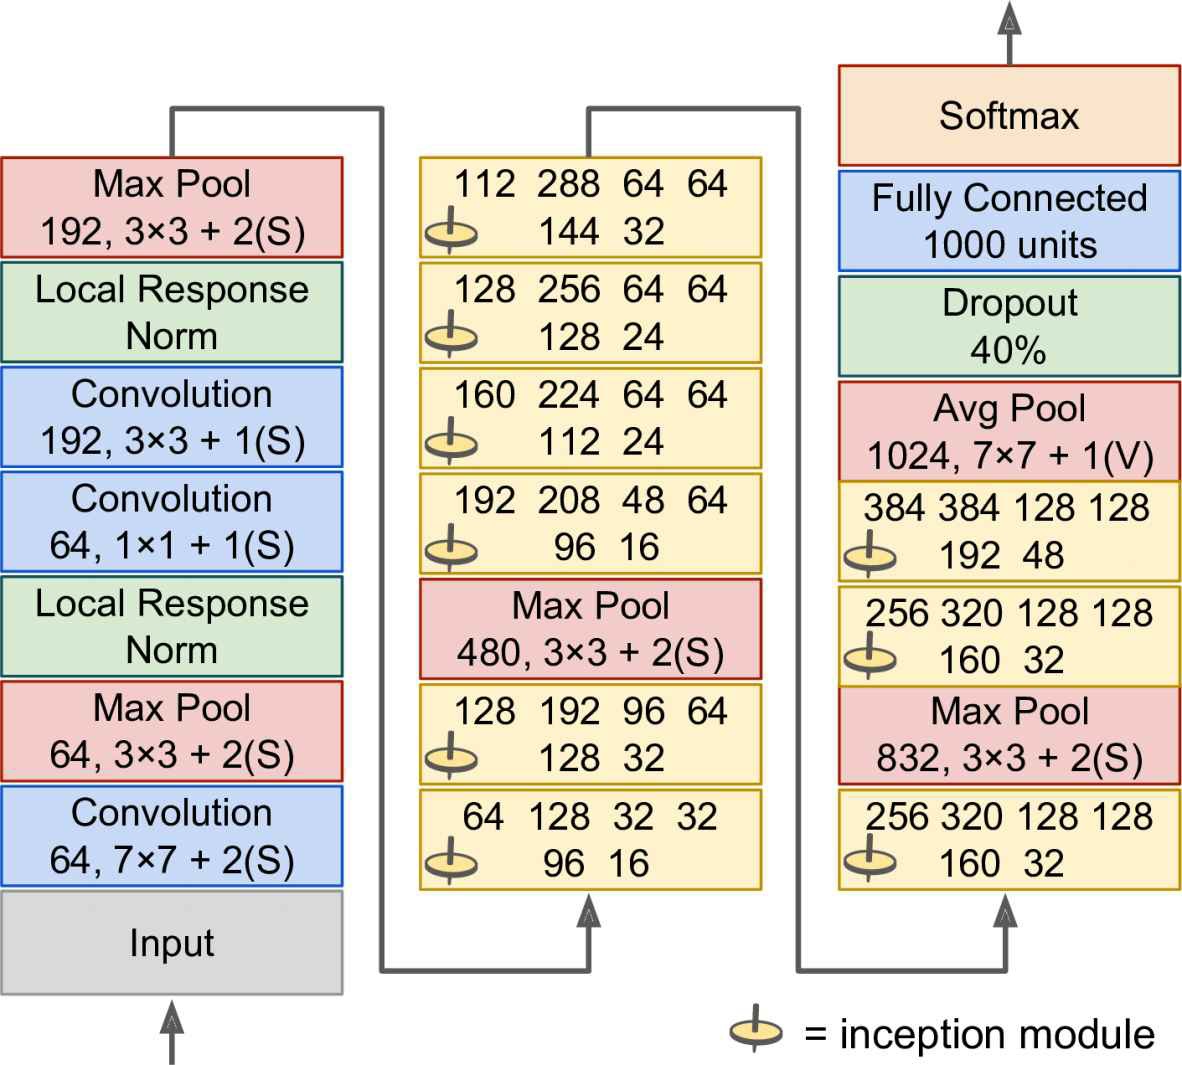 Max Pool
192, 3×3 + 2(S)
Local Response
Norm
Convolution
192, 3×3 + 1(S)
Convolution
64, 1×1 + 1(S)
Local Response
Norm
Max Pool
64, 3×3 + 2(S)
Convolution
64, 7×7 + 2(S)
Input
112 288 64 64
144 32
128 256 64 64
128 24
160 224 64 64
112 24
192 208 48 64
96 16
Max Pool
480, 3×3 + 2(S)
128 192 96 64
128 32
64 128 32 32
96 16
Softmax
Fully Connected
1000 units
Dropout
40%
Avg Pool
1024, 7×7 + 1(V)
384 384 128 128
192 48
256 320 128 128
160 32
Max Pool
832, 3×3 + 2(S)
256 320 128 128
160 32
= inception module